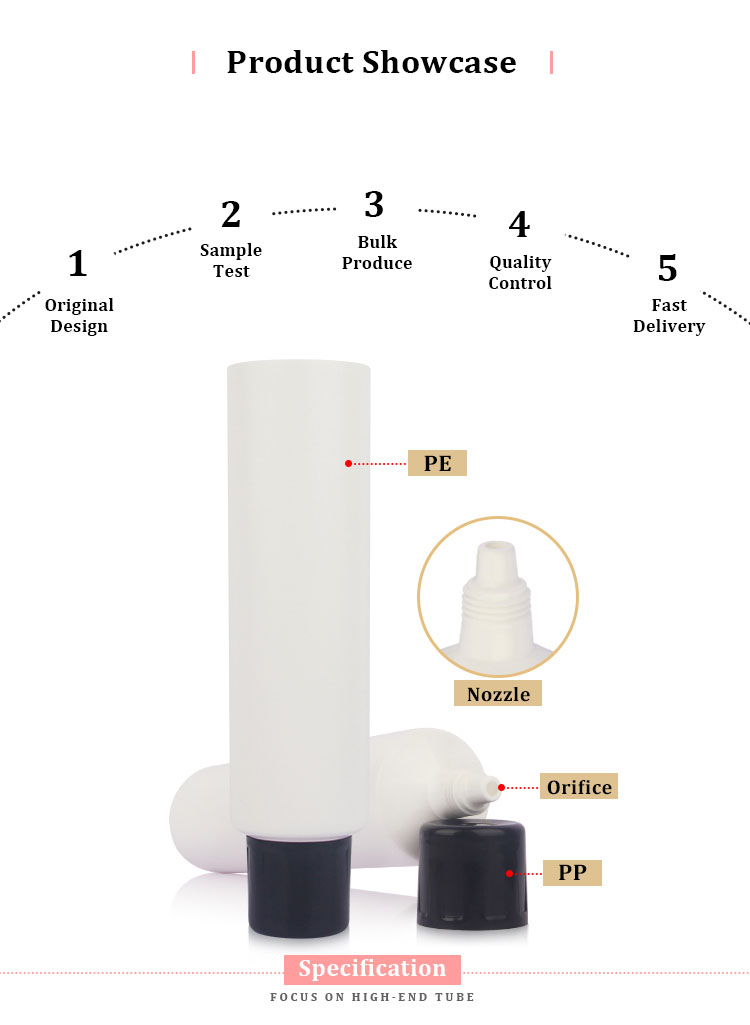 Product Showcase
1
Original
Design
2
Sample
Test
3
Bulk
Produce
4
Quality
Control
5
Fast
Delivery
PE
Nozzle
Orifice
PP
Specification
FOCUS ON HIGH-END TUBE